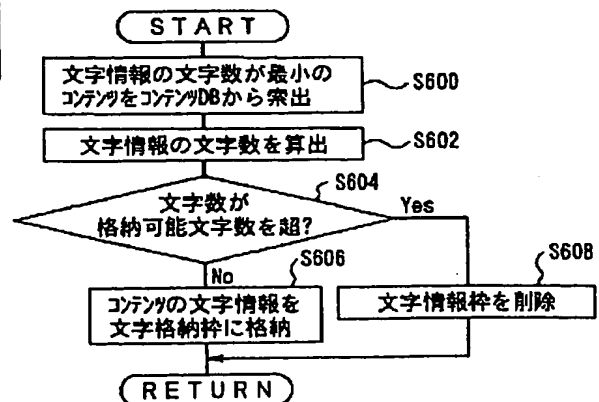 START
文字情報の文字数が最小の
コンテンツをコンテンツDBから索出
S600
文字情報の文字数を算出
S602
文字数が
格納可能文字数を超?
S604
Yes
No
S606
コンテンツの文字情報を
文字格納枠に格納
S608
文字情報枠を削除
RETURN